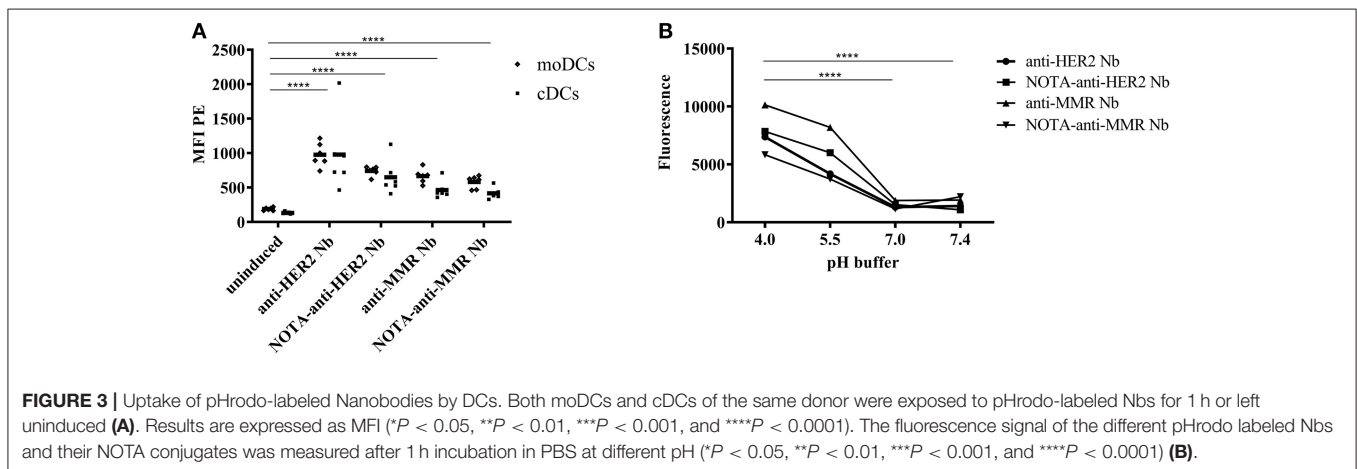 A
2500
2000
1500
1000
500
0
MFI PE
****
****
****
****
moDCs
cDCs
uninduced
anti-HER2 Nb
NOTA-anti-HER2 Nb
anti-MMR Nb
NOTA-anti-MMR Nb
B
15000
10000
5000
0
Fluorescence
****
****
anti-HER2 Nb
NOTA-anti-HER2 Nb
anti-MMR Nb
NOTA-anti-MMR Nb
4.0 5.5 7.0 7.4
pH buffer
FIGURE 3 | Uptake of pHrodo-labeled Nanobodies by DCs. Both moDCs and cDCs of the same donor were exposed to pHrodo-labeled Nbs for 1 h or left
uninduced (A). Results are expressed as MFI (*P < 0.05, **P < 0.01, ***P < 0.001, and ****P < 0.0001). The fluorescence signal of the different pHrodo labeled Nbs
and their NOTA conjugates was measured after 1 h incubation in PBS at different pH (*P < 0.05, **P < 0.01, ***P < 0.001, and ****P < 0.0001) (B).